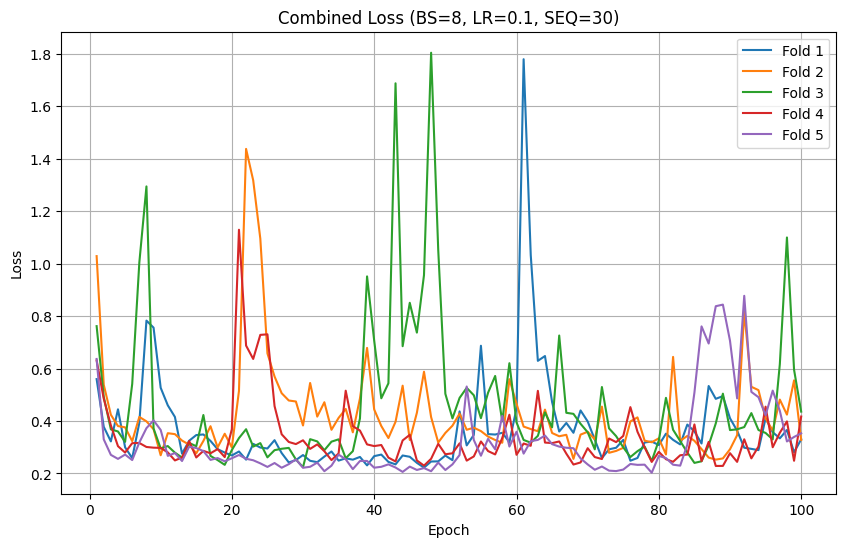 Combined Loss (BS=8, LR=0.1, SEQ=30)
Fold 1
Fold 2
Fold 3
Fold 4
Fold 5
Loss
1.8
1.6
1.4
1.2
1.0
0.8
0.6
0.4
0.2
0
20
40
60
80
100
Epoch